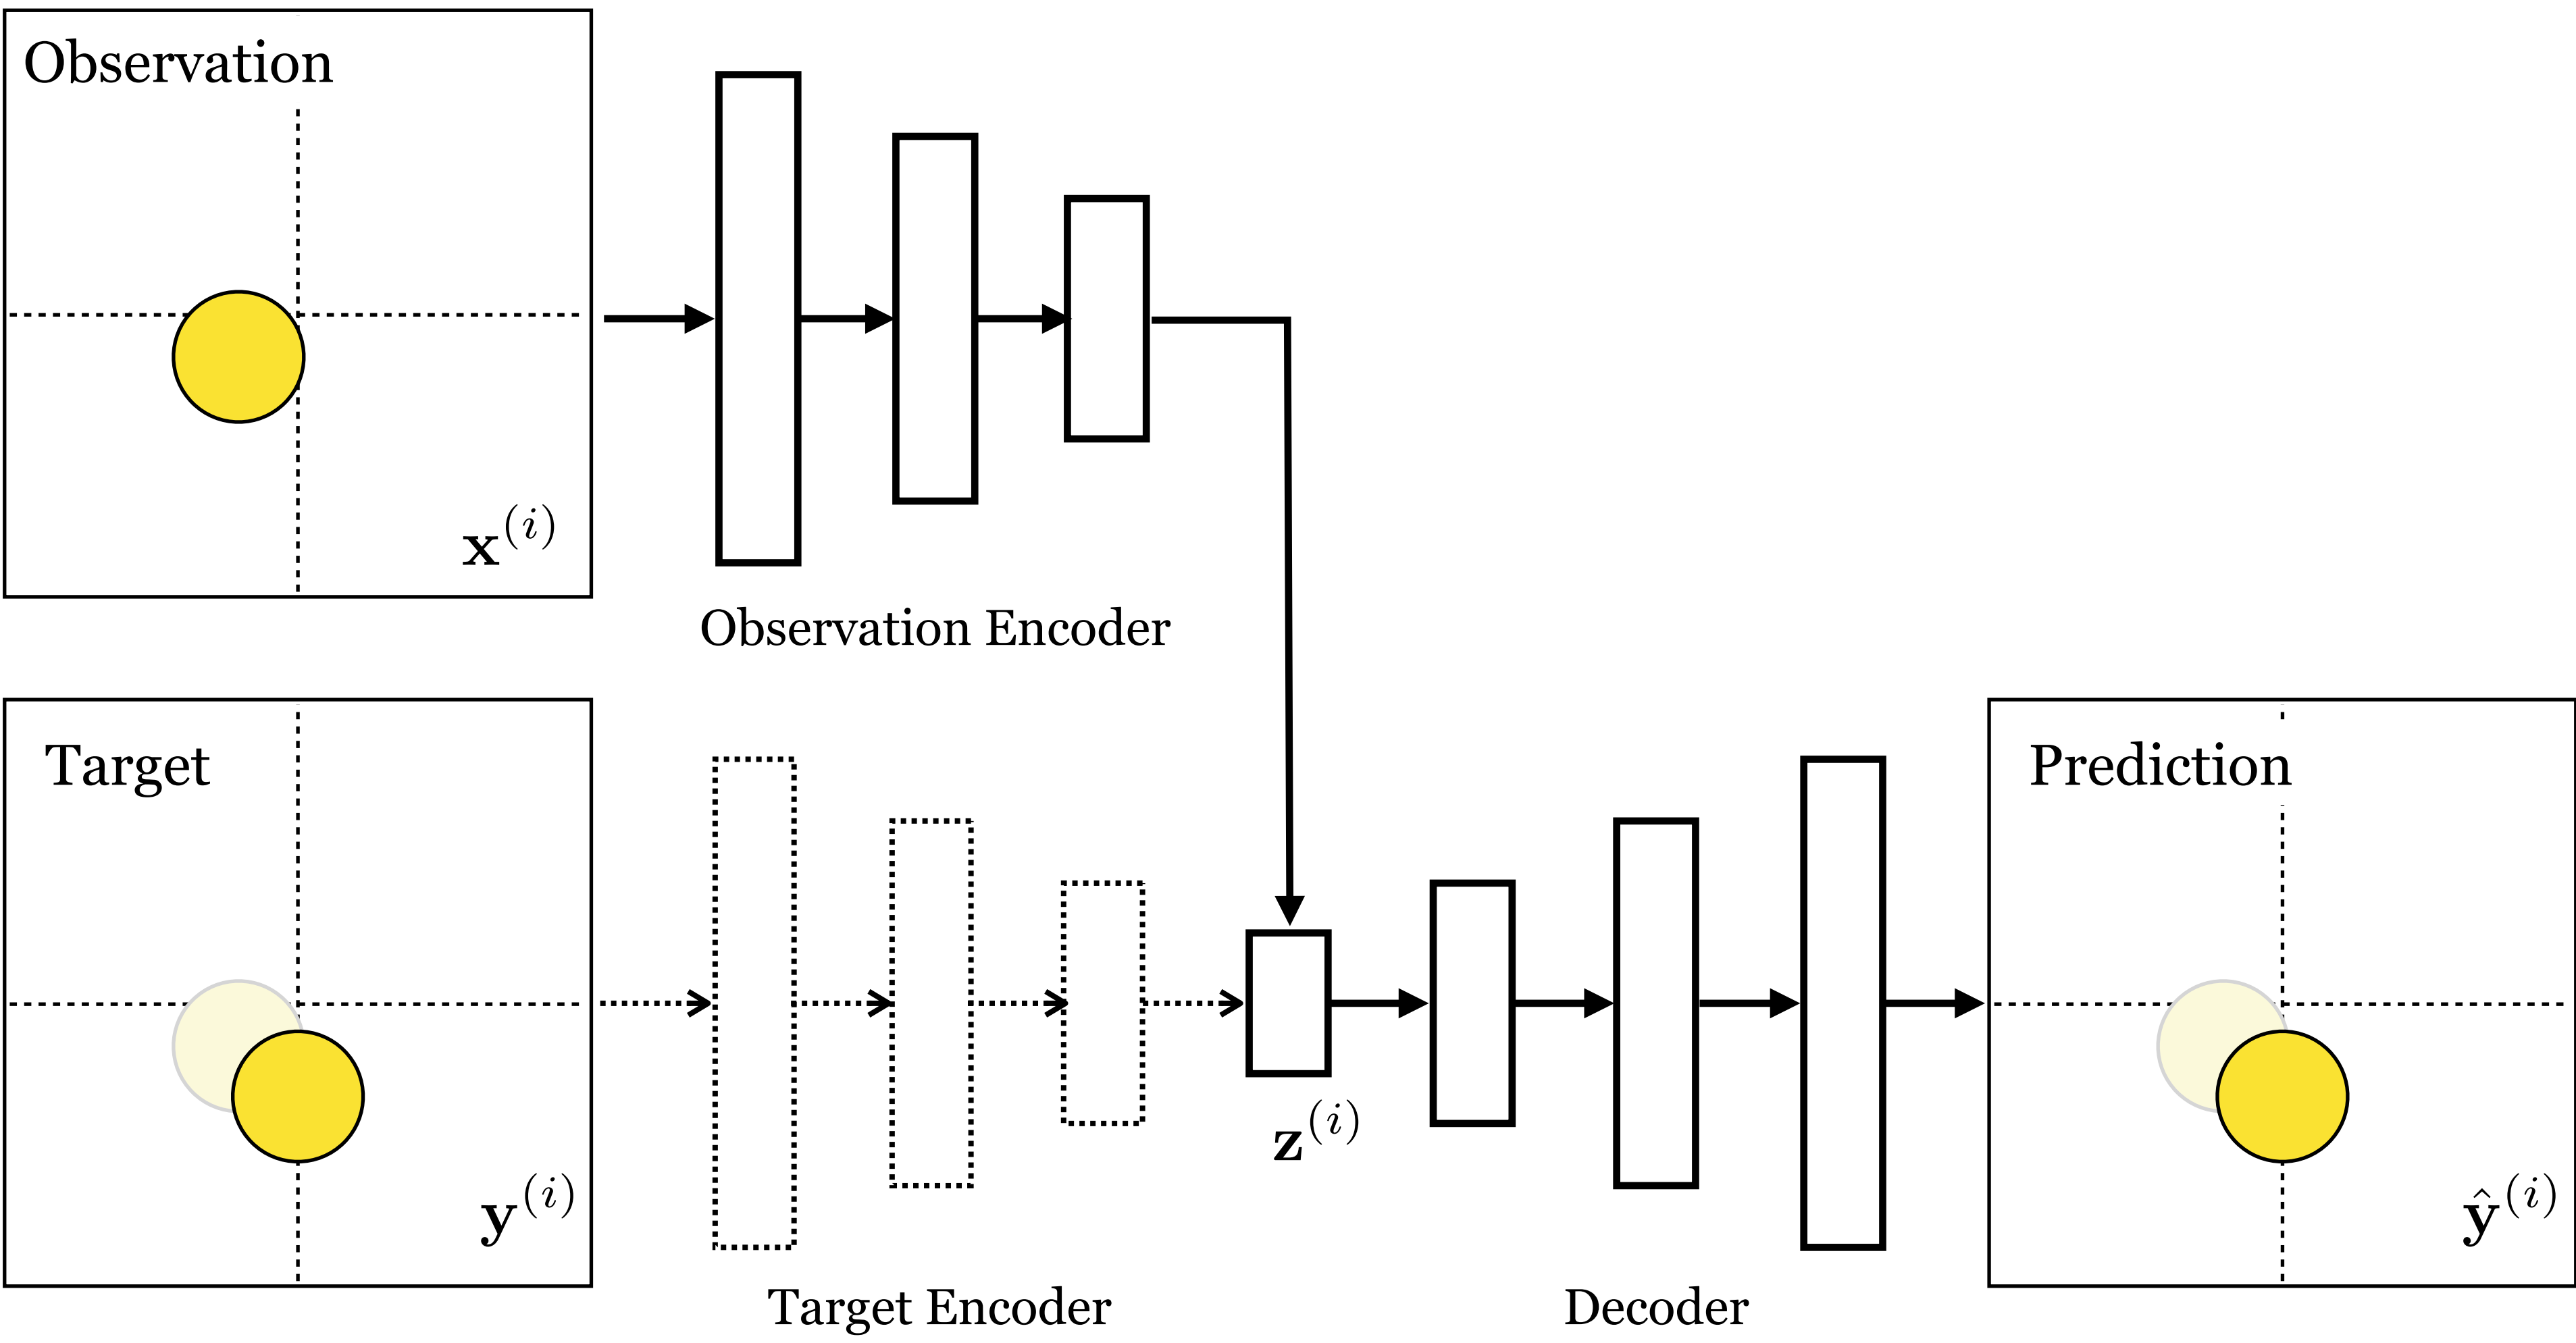 Observation
x^(i)
Observation Encoder
Target
Prediction
z^(i)
y^(i)
ŷ^(i)
Target Encoder
Decoder